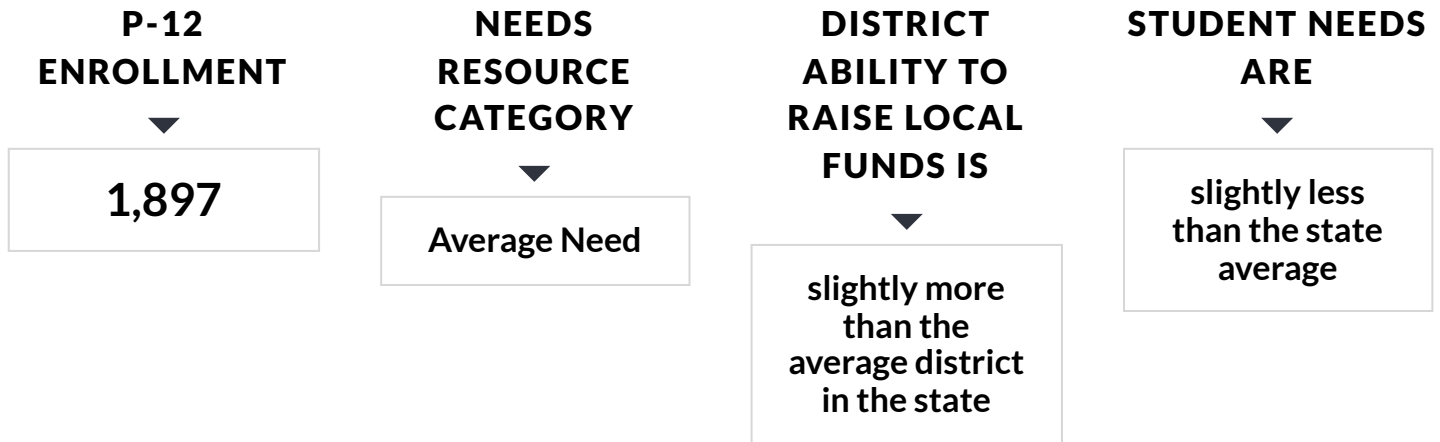 P-12
ENROLLMENT
1,897
NEEDS
RESOURCE
CATEGORY
Average Need
DISTRICT
ABILITY TO
RAISE LOCAL
FUNDS IS
slightly more
than the
average district
in the state
STUDENT NEEDS
ARE
slightly less
than the state
average